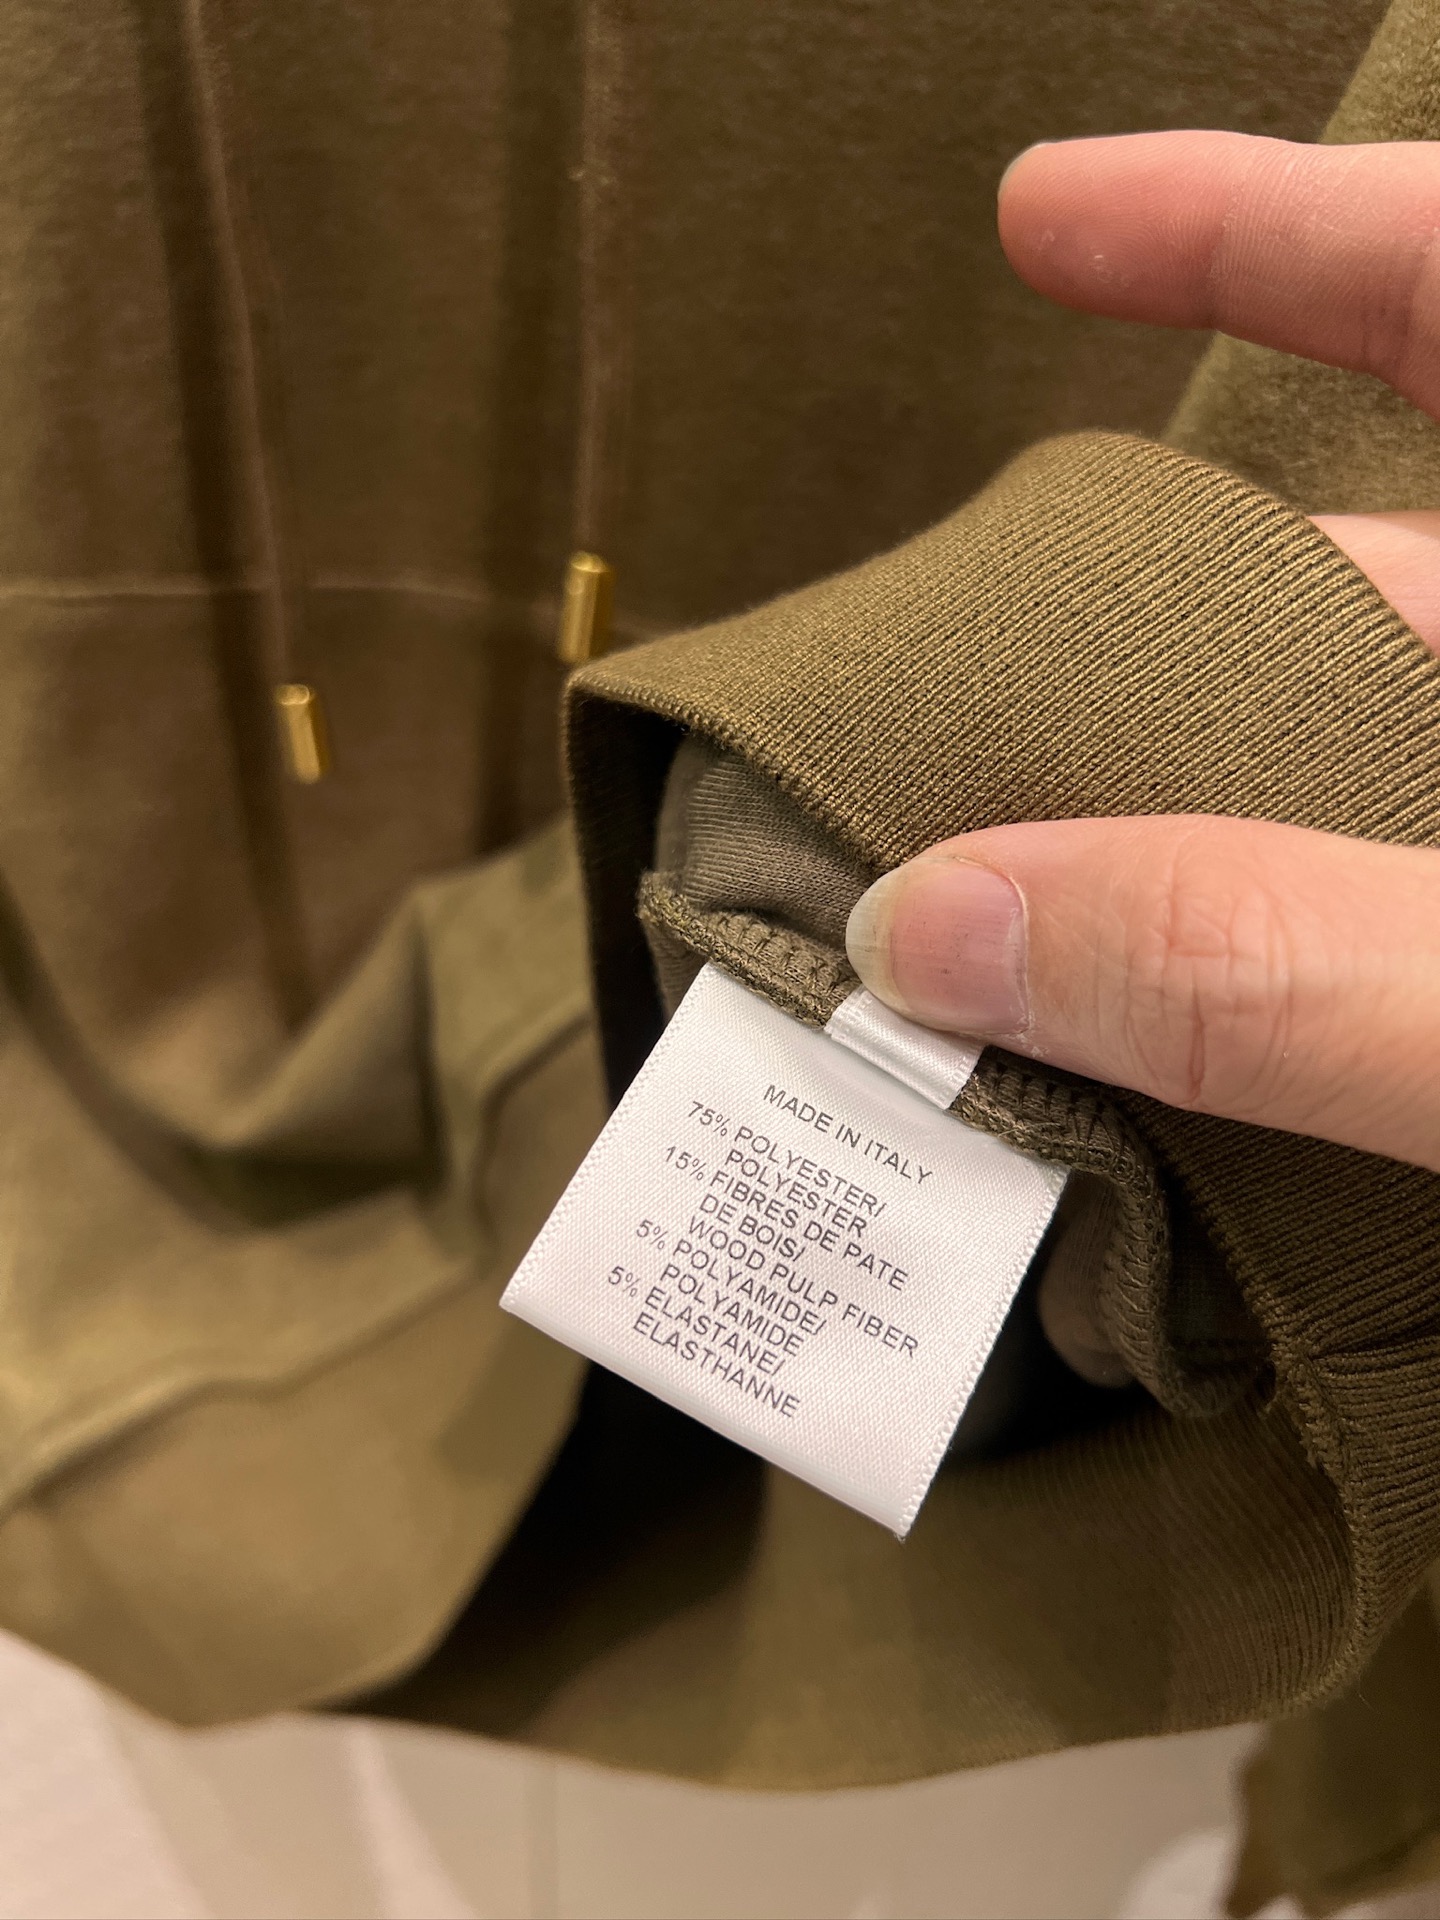 MADE IN ITALY
75% POLYESTER/
POLYESTER
15% FIBRES DE PATE
DE BOIS/
WOOD PULP FIBER
5% POLYAMIDE/
POLYAMIDE
5% ELASTANE/
ELASTHANNE